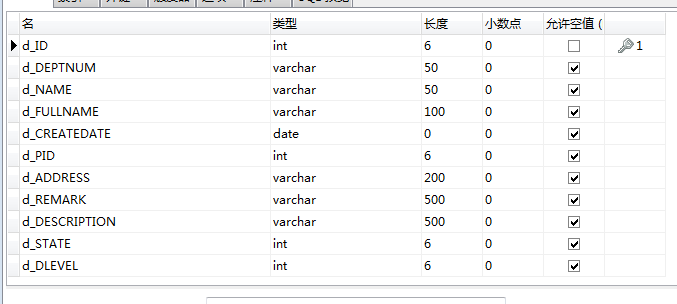 名 类型 长度 小数点 允许空值 (
d_ID int 6 0 1
d_DEPTNUM varchar 50 0
d_NAME varchar 50 0
d_FULLNAME varchar 100 0
d_CREATEDATE date 0 0
d_PID int 6 0
d_ADDRESS varchar 200 0
d_REMARK varchar 500 0
d_DESCRIPTION varchar 500 0
d_STATE int 6 0
d_DLEVEL int 6 0